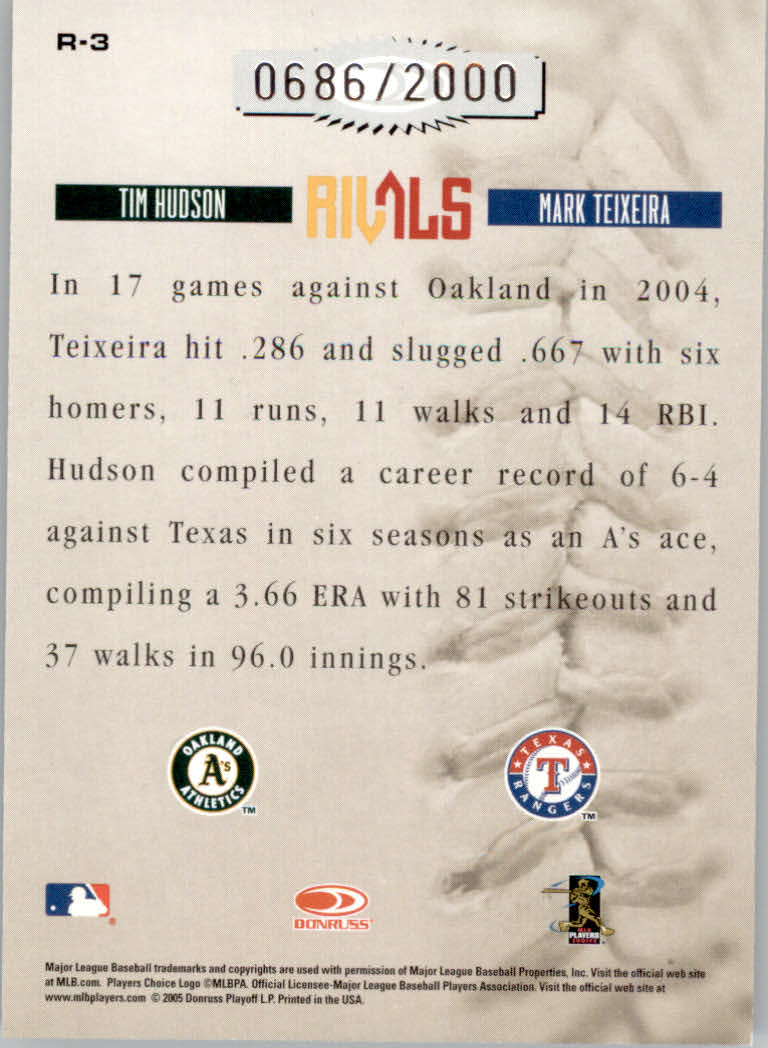 R-3
0686/2000
TIM HUDSON RIVALS MARK TEIXEIRA
In 17 games against Oakland in 2004,
Teixeira hit .286 and slugged .667 with six
homers, 11 runs, 11 walks and 14 RBI.
Hudson compiled a career record of 6-4
against Texas in six seasons as an A's ace,
compiling a 3.66 ERA with 81 strikeouts and
37 walks in 96.0 innings.
OAKLAND A's ATHLETICS TM
TEXAS T RANGERS TM
DONRUSS
MLB PLAYERS CHOICE
Major League Baseball trademarks and copyrights are used with permission of Major League Baseball Properties, Inc. Visit the official web site
at MLB.com. Players Choice Logo ©MLBPA. Official Licensee-Major League Baseball Players Association. Visit the official web site at
www.mlbplayers.com © 2005 Donruss Playoff L.P. Printed in the USA.